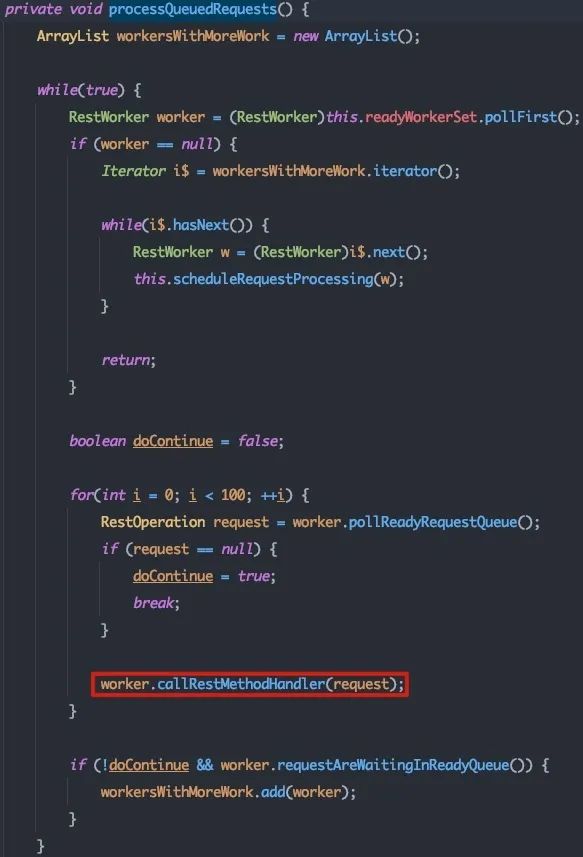 private void processQueuedRequests() {
    ArrayList workersWithMoreWork = new ArrayList();

    while(true) {
        RestWorker worker = (RestWorker)this.readyWorkerSet.pollFirst();
        if (worker == null) {
            Iterator i$ = workersWithMoreWork.iterator();

            while(i$.hasNext()) {
                RestWorker w = (RestWorker)i$.next();
                this.scheduleRequestProcessing(w);
            }

            return;
        }

        boolean doContinue = false;

        for(int i = 0; i < 100; ++i) {
            RestOperation request = worker.pollReadyRequestQueue();
            if (request == null) {
                doContinue = true;
                break;
            }

            worker.callRestMethodHandler(request);
        }

        if (!doContinue && worker.requestAreWaitingInReadyQueue()) {
            workersWithMoreWork.add(worker);
        }
    }